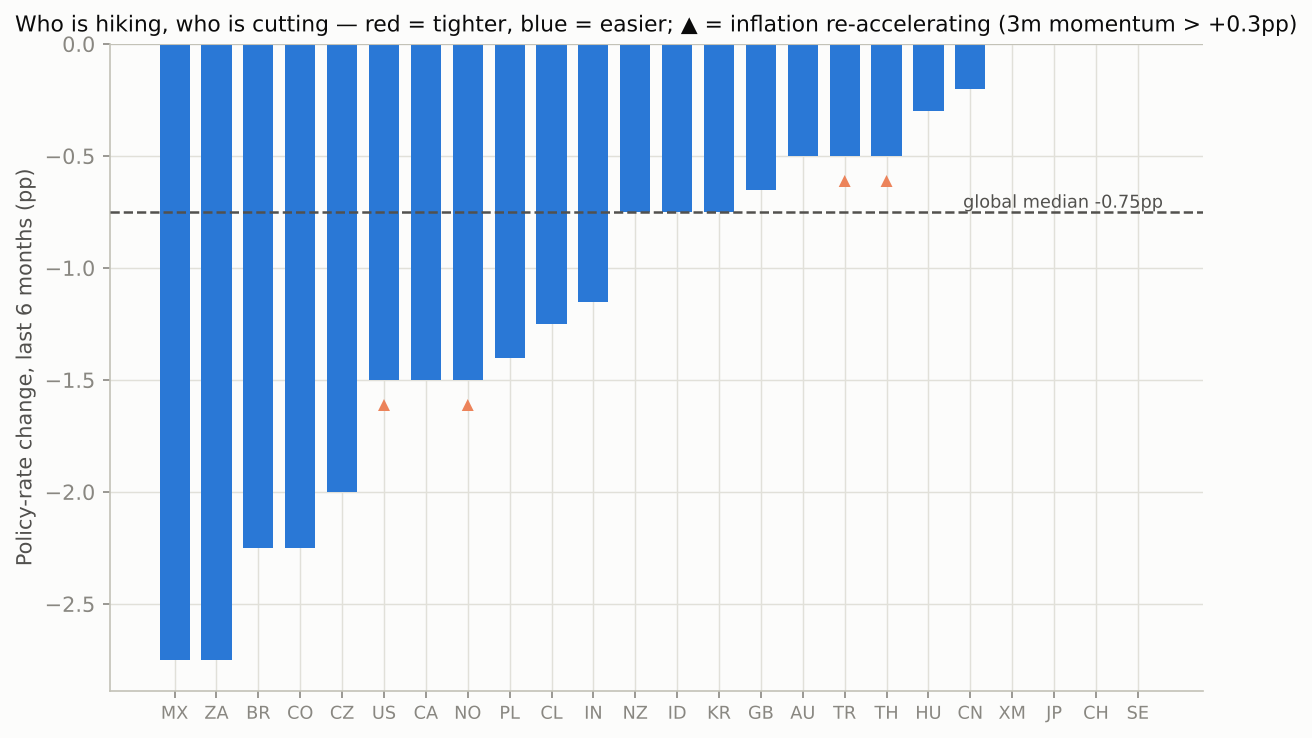 Who is hiking, who is cutting — red = tighter, blue = easier; ▲ = inflation re-accelerating (3m momentum > +0.3pp)
Policy-rate change, last 6 months (pp)
0.0
−0.5
−1.0
−1.5
−2.0
−2.5
global median -0.75pp
MX ZA BR CO CZ US CA NO PL CL IN NZ ID KR GB AU TR TH HU CN XM JP CH SE